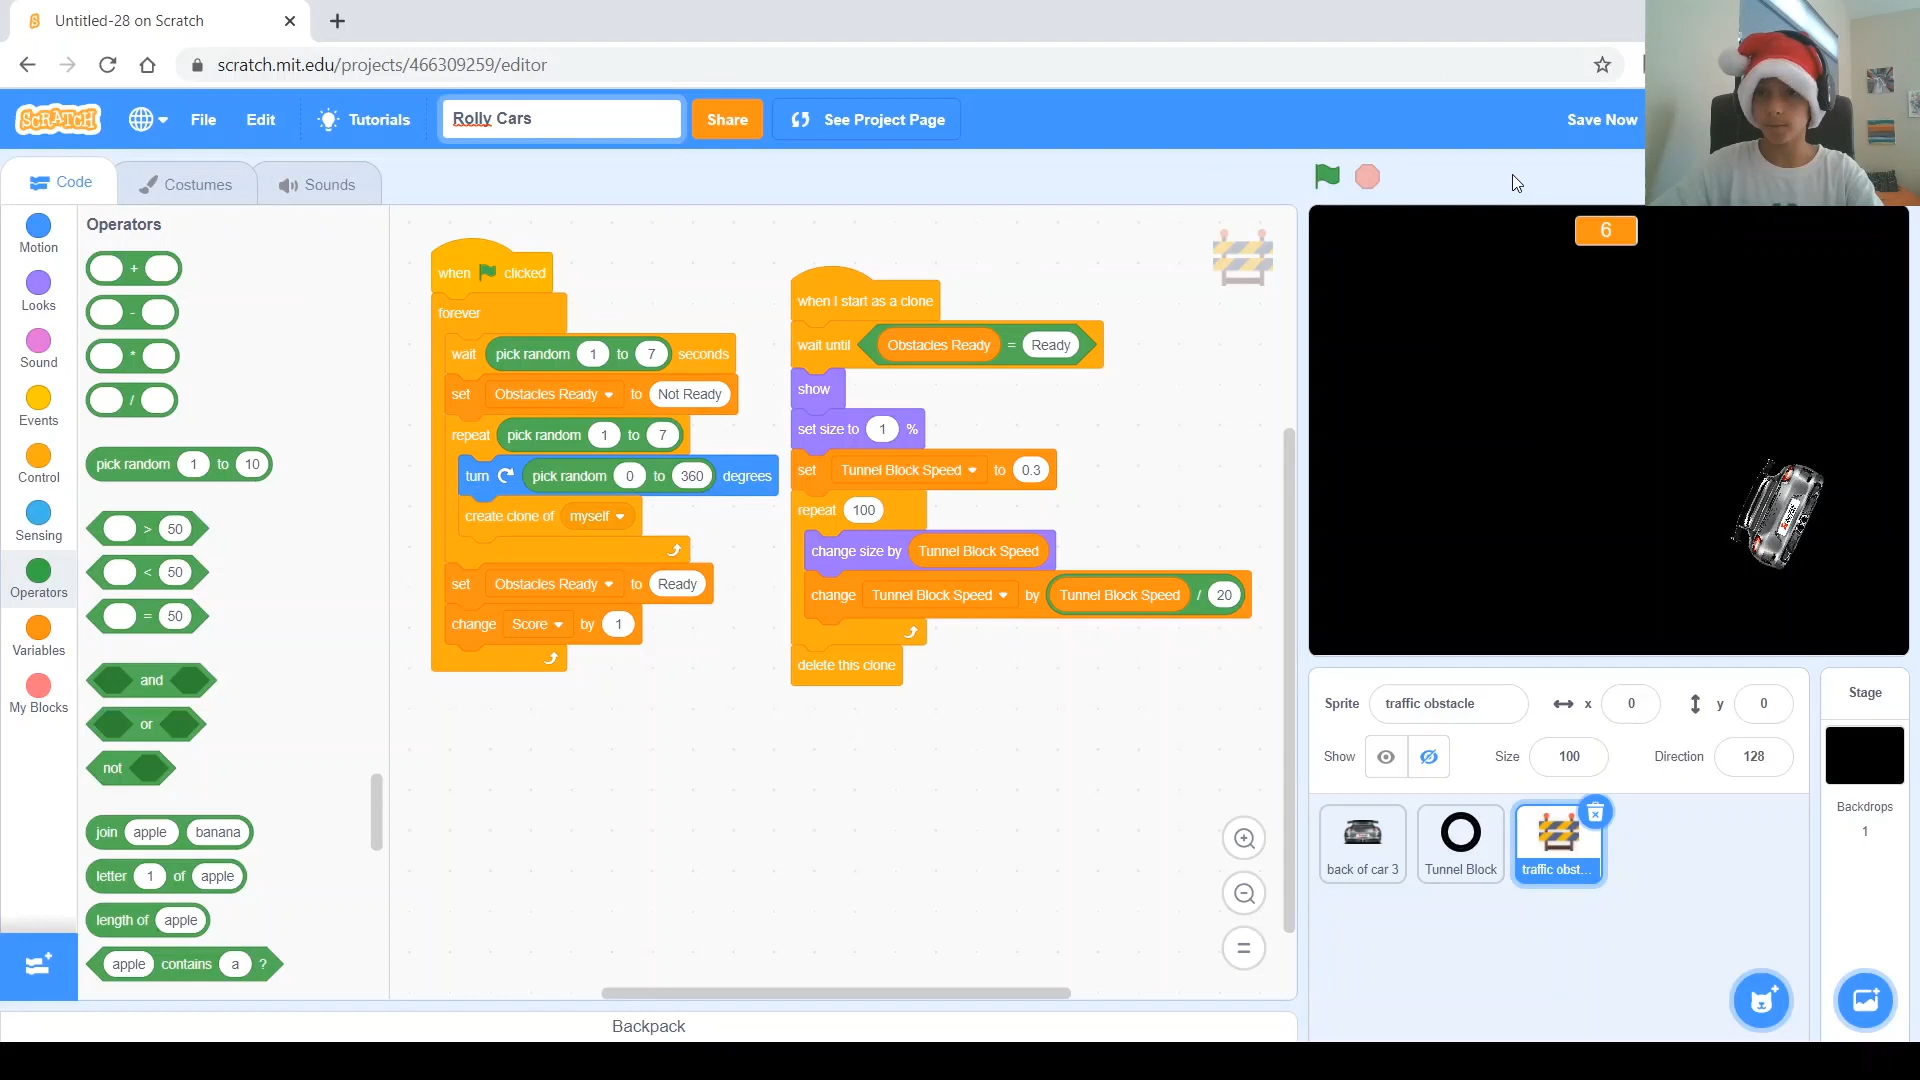 Untitled-28 on Scratch
scratch.mit.edu/projects/466309259/editor
SCRATCH File Edit Tutorials Rolly Cars Share See Project Page Save Now
Code Costumes Sounds
Motion
Looks
Sound
Events
Control
Sensing
Operators
Variables
My Blocks
Operators
+
-
*
/
pick random 1 to 10
> 50
< 50
= 50
and
or
not
join apple banana
letter 1 of apple
length of apple
apple contains a ?
when clicked
forever
wait pick random 1 to 7 seconds
set Obstacles Ready to Not Ready
repeat pick random 1 to 7
turn pick random 0 to 360 degrees
create clone of myself
set Obstacles Ready to Ready
change Score by 1
when I start as a clone
wait until Obstacles Ready = Ready
show
set size to 1 %
set Tunnel Block Speed to 0.3
repeat 100
change size by Tunnel Block Speed
change Tunnel Block Speed by Tunnel Block Speed / 20
delete this clone
6
Sprite traffic obstacle x 0 y 0
Show Size 100 Direction 128
back of car 3
Tunnel Block
traffic obst...
Stage
Backdrops
1
Backpack